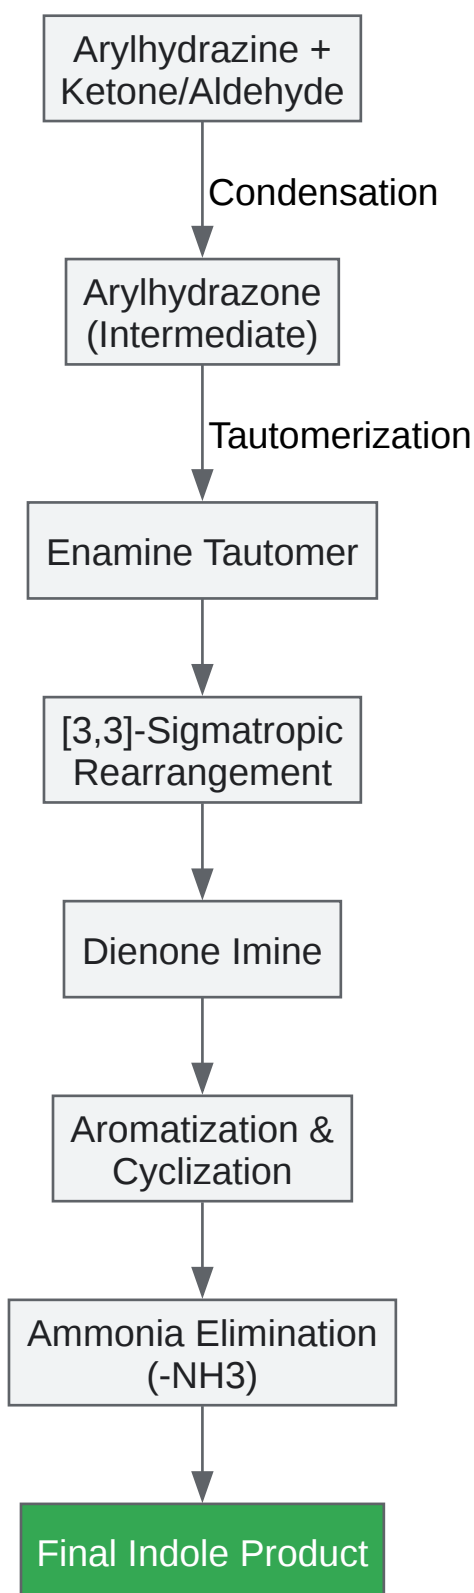 Arylhydrazine +
Ketone/Aldehyde
Condensation
Arylhydrazone
(Intermediate)
Tautomerization
Enamine Tautomer
[3,3]-Sigmatropic
Rearrangement
Dienone Imine
Aromatization &
Cyclization
Ammonia Elimination
(-NH3)
Final Indole Product